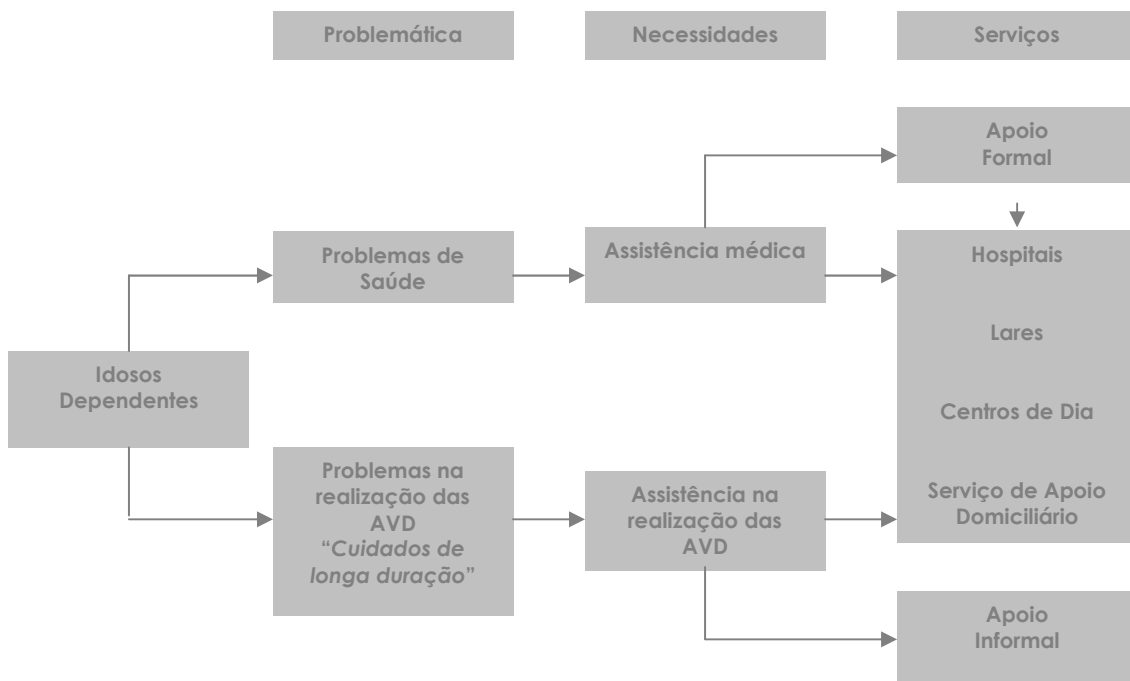 Problemática
Necessidades
Serviços
Apoio
Formal
Problemas de
Saúde
Assistência médica
Hospitais
Lares
Centros de Dia
Serviço de Apoio
Domiciliário
Idosos
Dependentes
Problemas na
realização das
AVD
“Cuidados de
longa duração”
Assistência na
realização das
AVD
Apoio
Informal